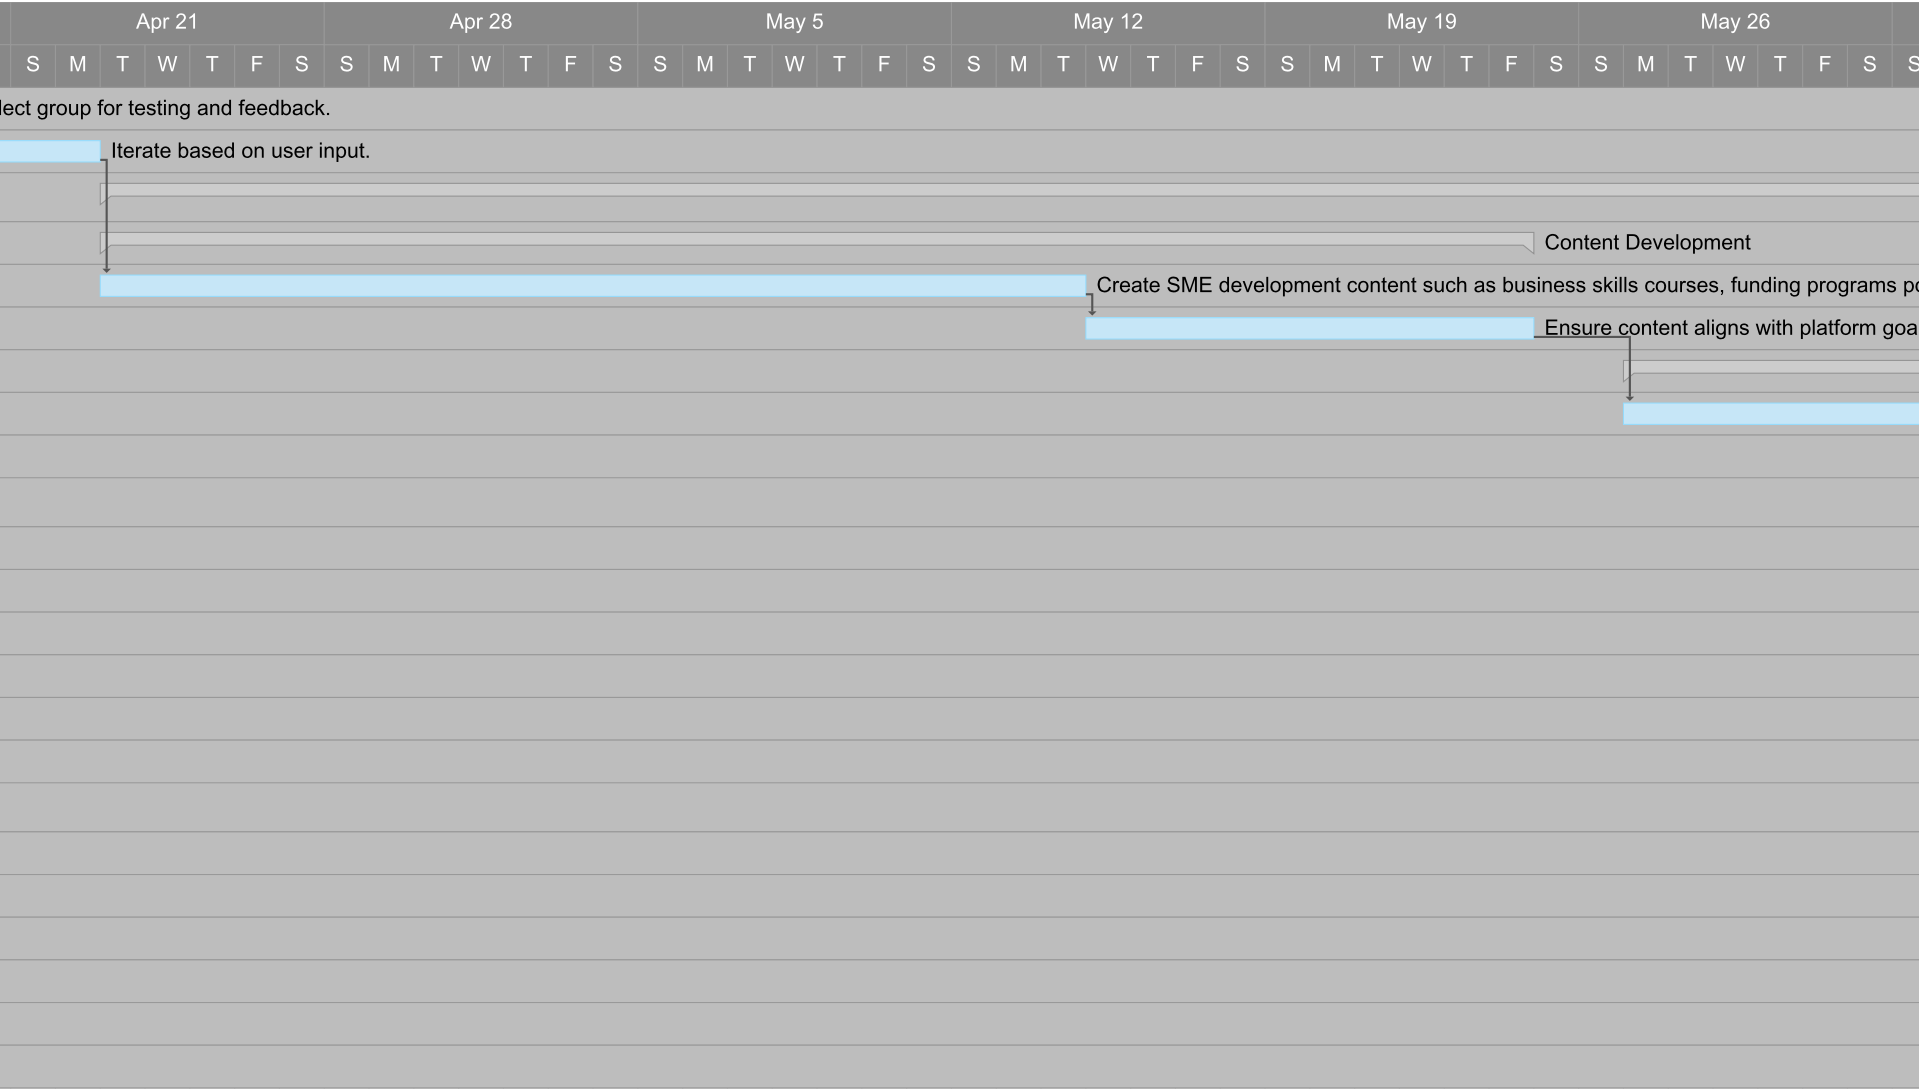 Apr 21 Apr 28 May 5 May 12 May 19 May 26
S M T W T F S S M T W T F S S M T W T F S S M T W T F S S M T W T F S S M T W T F S S
group for testing and feedback.
Iterate based on user input.
Content Development
Create SME development content such as business skills courses, funding programs
Ensure content aligns with platform